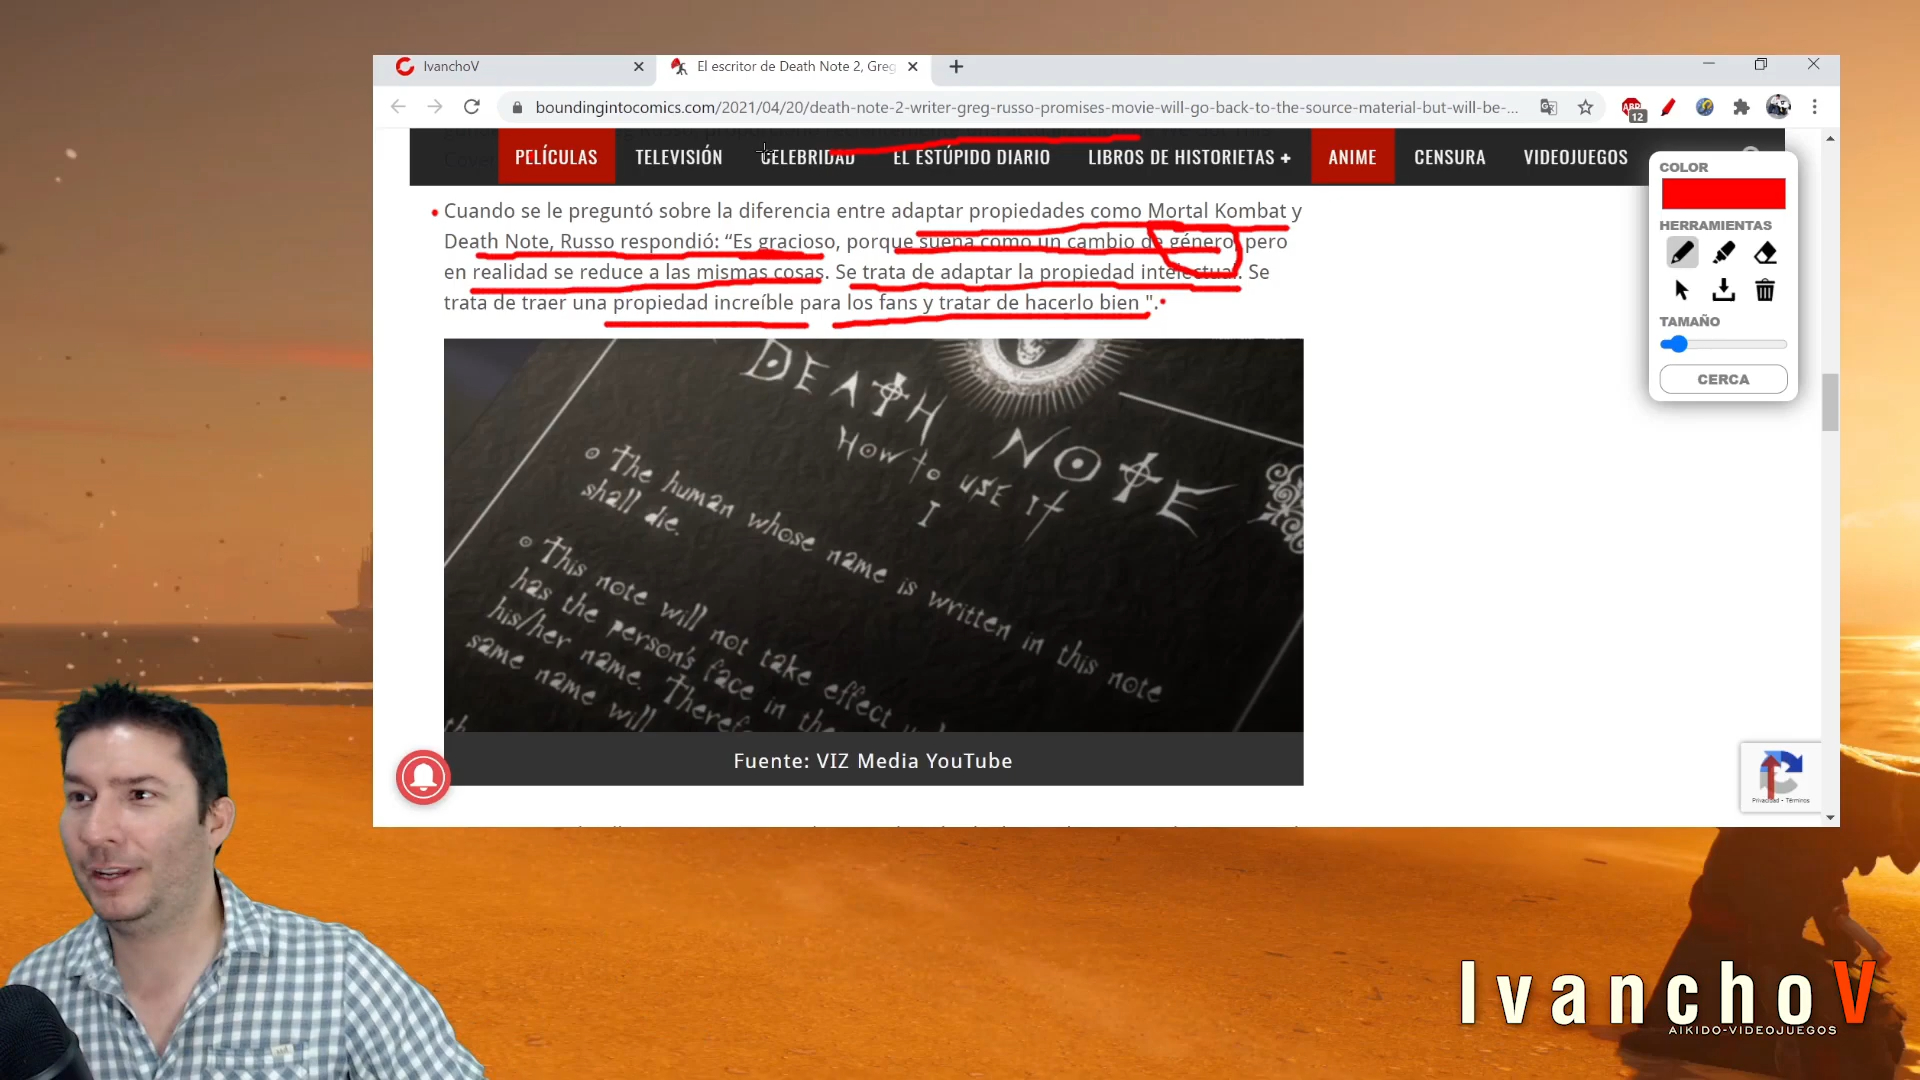 IvanchoV
El escritor de Death Note 2, Greg
boundingintocomics.com/2021/04/20/death-note-2-writer-greg-russo-promises-movie-will-go-back-to-the-source-material-but-will-be-...
ABP
12
PELÍCULAS TELEVISIÓN CELEBRIDAD EL ESTÚPIDO DIARIO LIBROS DE HISTORIETAS + ANIME CENSURA VIDEOJUEGOS
COLOR
HERRAMIENTAS
TAMAÑO
CERCA
Cuando se le preguntó sobre la diferencia entre adaptar propiedades como Mortal Kombat y
Death Note, Russo respondió: “Es gracioso, porque suena como un cambio de género, pero
en realidad se reduce a las mismas cosas. Se trata de adaptar la propiedad intelectual. Se
trata de traer una propiedad increíble para los fans y tratar de hacerlo bien ".
DEATH NOTE
How to use it
I
The human whose name is written in this note
shall die.
This note will not take effect
has the person's face in the
his/her name. Theref
same name will
Fuente: VIZ Media YouTube
Privacidad • Términos
IvanchoV
AIKIDO-VIDEOJUEGOS